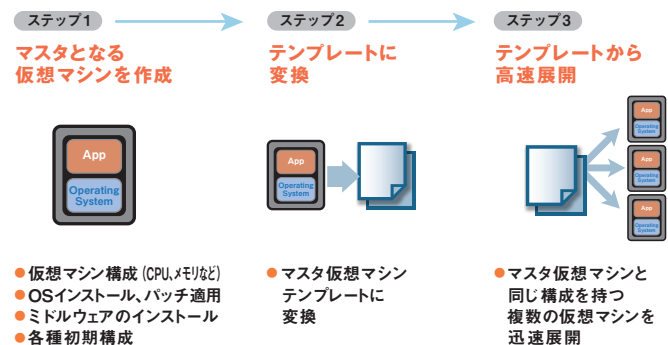 ステップ1
マスタとなる
仮想マシンを作成
App
Operating
System
●仮想マシン構成(CPU、メモリなど)
●OSインストール、パッチ適用
●ミドルウェアのインストール
●各種初期構成
ステップ2
テンプレートに
変換
App
Operating
System
●マスタ仮想マシン
テンプレートに
変換
ステップ3
テンプレートから
高速展開
App
Operating
System
App
Operating
System
App
Operating
System
●マスタ仮想マシンと
同じ構成を持つ
複数の仮想マシンを
迅速展開